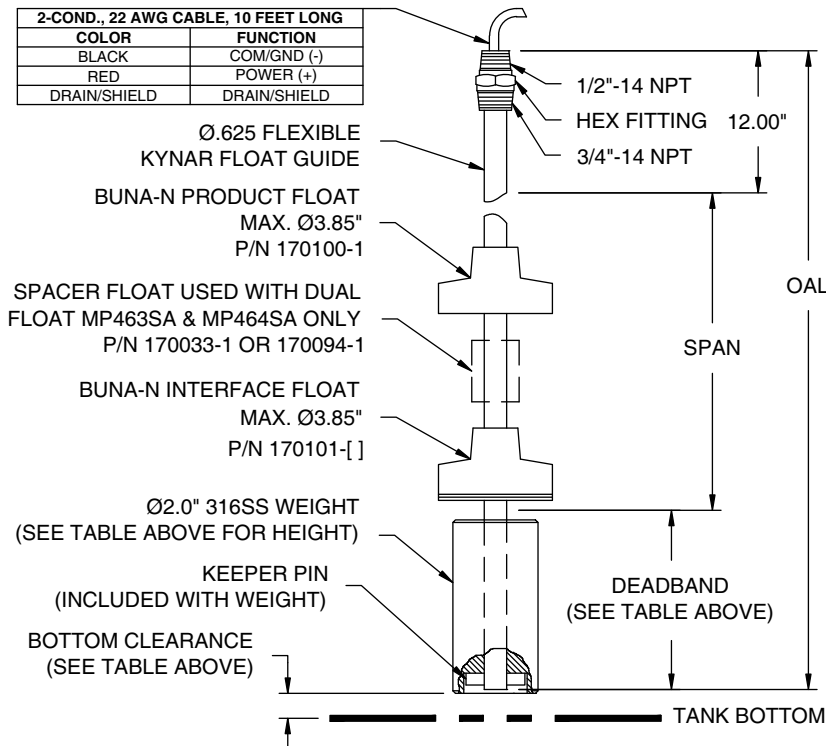 2-COND., 22 AWG CABLE, 10 FEET LONG
COLOR FUNCTION
BLACK COM/GND (-)
RED POWER (+)
DRAIN/SHIELD DRAIN/SHIELD
1/2"-14 NPT
HEX FITTING
12.00"
3/4"-14 NPT
Ø.625 FLEXIBLE
KYNAR FLOAT GUIDE
BUNA-N PRODUCT FLOAT
MAX. Ø3.85"
P/N 170100-1
OAL
SPACER FLOAT USED WITH DUAL
FLOAT MP463SA & MP464SA ONLY
P/N 170033-1 OR 170094-1
SPAN
BUNA-N INTERFACE FLOAT
MAX. Ø3.85"
P/N 170101-[ ]
Ø2.0" 316SS WEIGHT
(SEE TABLE ABOVE FOR HEIGHT)
KEEPER PIN
(INCLUDED WITH WEIGHT)
DEADBAND
(SEE TABLE ABOVE)
BOTTOM CLEARANCE
(SEE TABLE ABOVE)
TANK BOTTOM